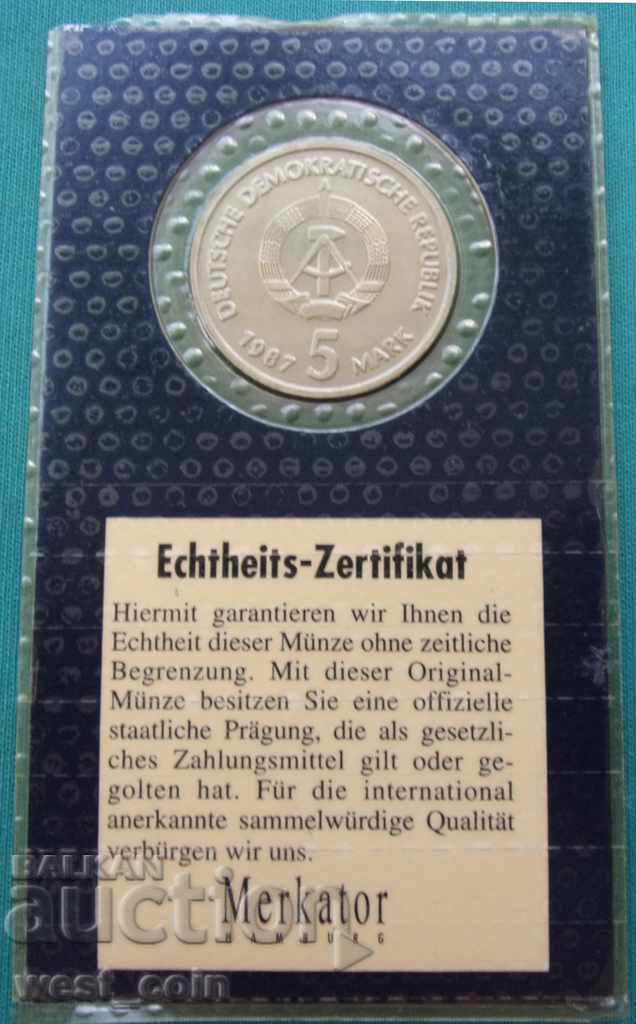 DEUTSCHE DEMOKRATISCHE REPUBLIK
A
1987 5 MARK
Echtheits-Zertifikat
Hiermit garantieren wir Ihnen die
Echtheit dieser Münze ohne zeitliche
Begrenzung. Mit dieser Original-
Münze besitzen Sie eine offizielle
staatliche Prägung, die als gesetzli-
ches Zahlungsmittel gilt oder ge-
golten hat. Für die international
anerkannte sammelwürdige Qualität
verbürgen wir uns.
Merkator
HAMBURG
BALKAN
auction
west_coin